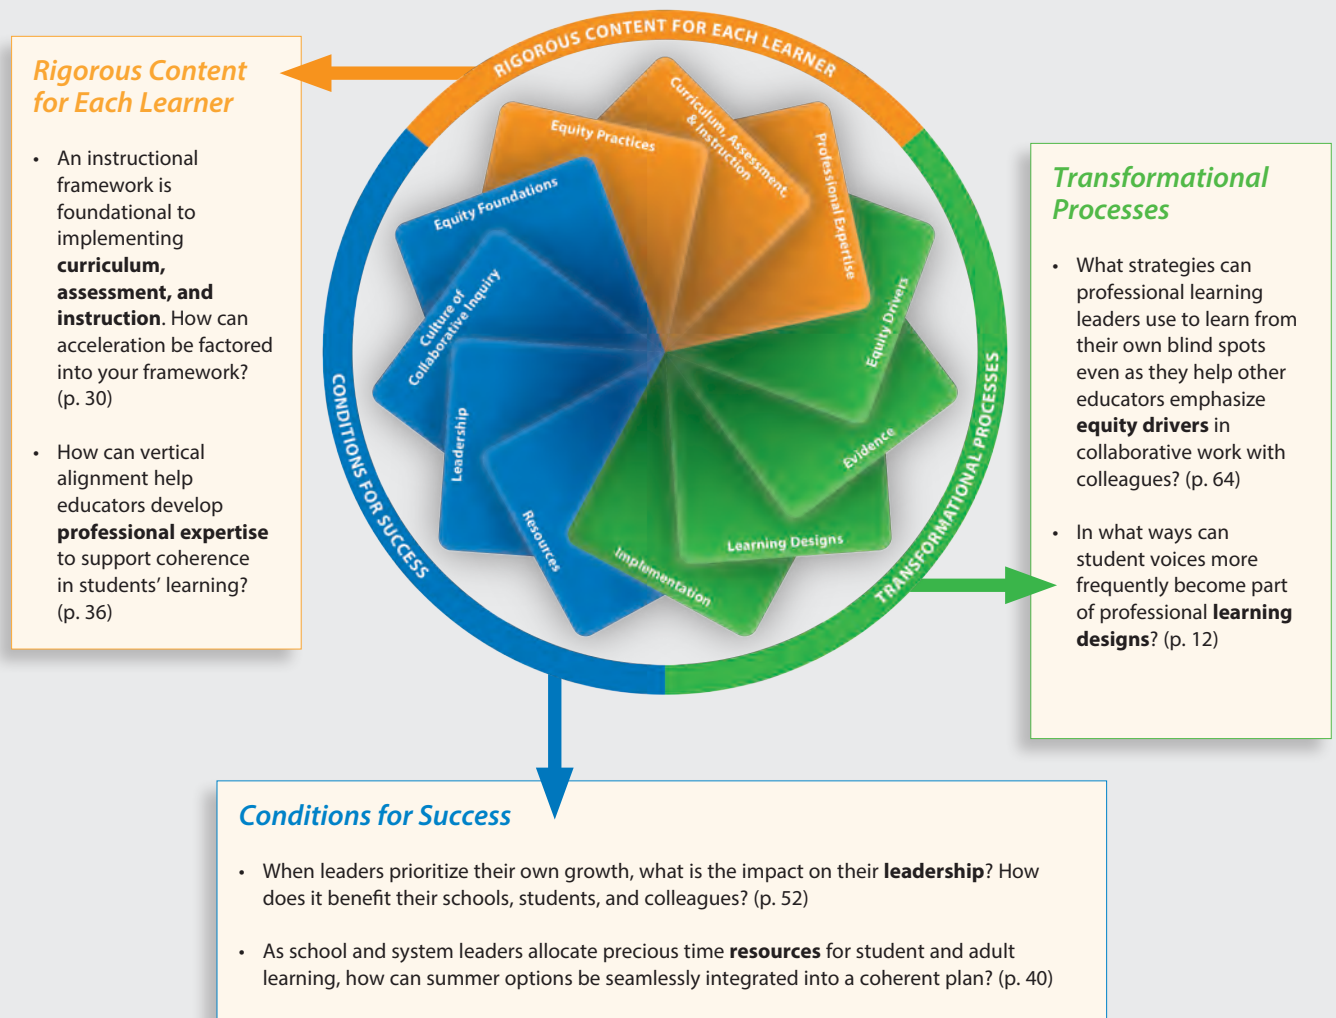 RIGOROUS CONTENT FOR EACH LEARNER
Rigorous Content
for Each Learner
• An instructional
framework is
foundational to
implementing
curriculum,
assessment, and
instruction. How can
acceleration be factored
into your framework?
(p. 30)
• How can vertical
alignment help
educators develop
professional expertise
to support coherence
in students’ learning?
(p. 36)
Equity Practices
Curriculum, Assessment,
& Instruction
Professional Expertise
Equity Foundations
Culture of
Collaborative Inquiry
Leadership
Resources
Equity Drivers
Evidence
Learning Designs
Implementation
CONDITIONS FOR SUCCESS
TRANSFORMATIONAL PROCESSES
Transformational
Processes
• What strategies can
professional learning
leaders use to learn from
their own blind spots
even as they help other
educators emphasize
equity drivers in
collaborative work with
colleagues? (p. 64)
• In what ways can
student voices more
frequently become part
of professional learning
designs? (p. 12)
Conditions for Success
• When leaders prioritize their own growth, what is the impact on their leadership? How
does it benefit their schools, students, and colleagues? (p. 52)
• As school and system leaders allocate precious time resources for student and adult
learning, how can summer options be seamlessly integrated into a coherent plan? (p. 40)